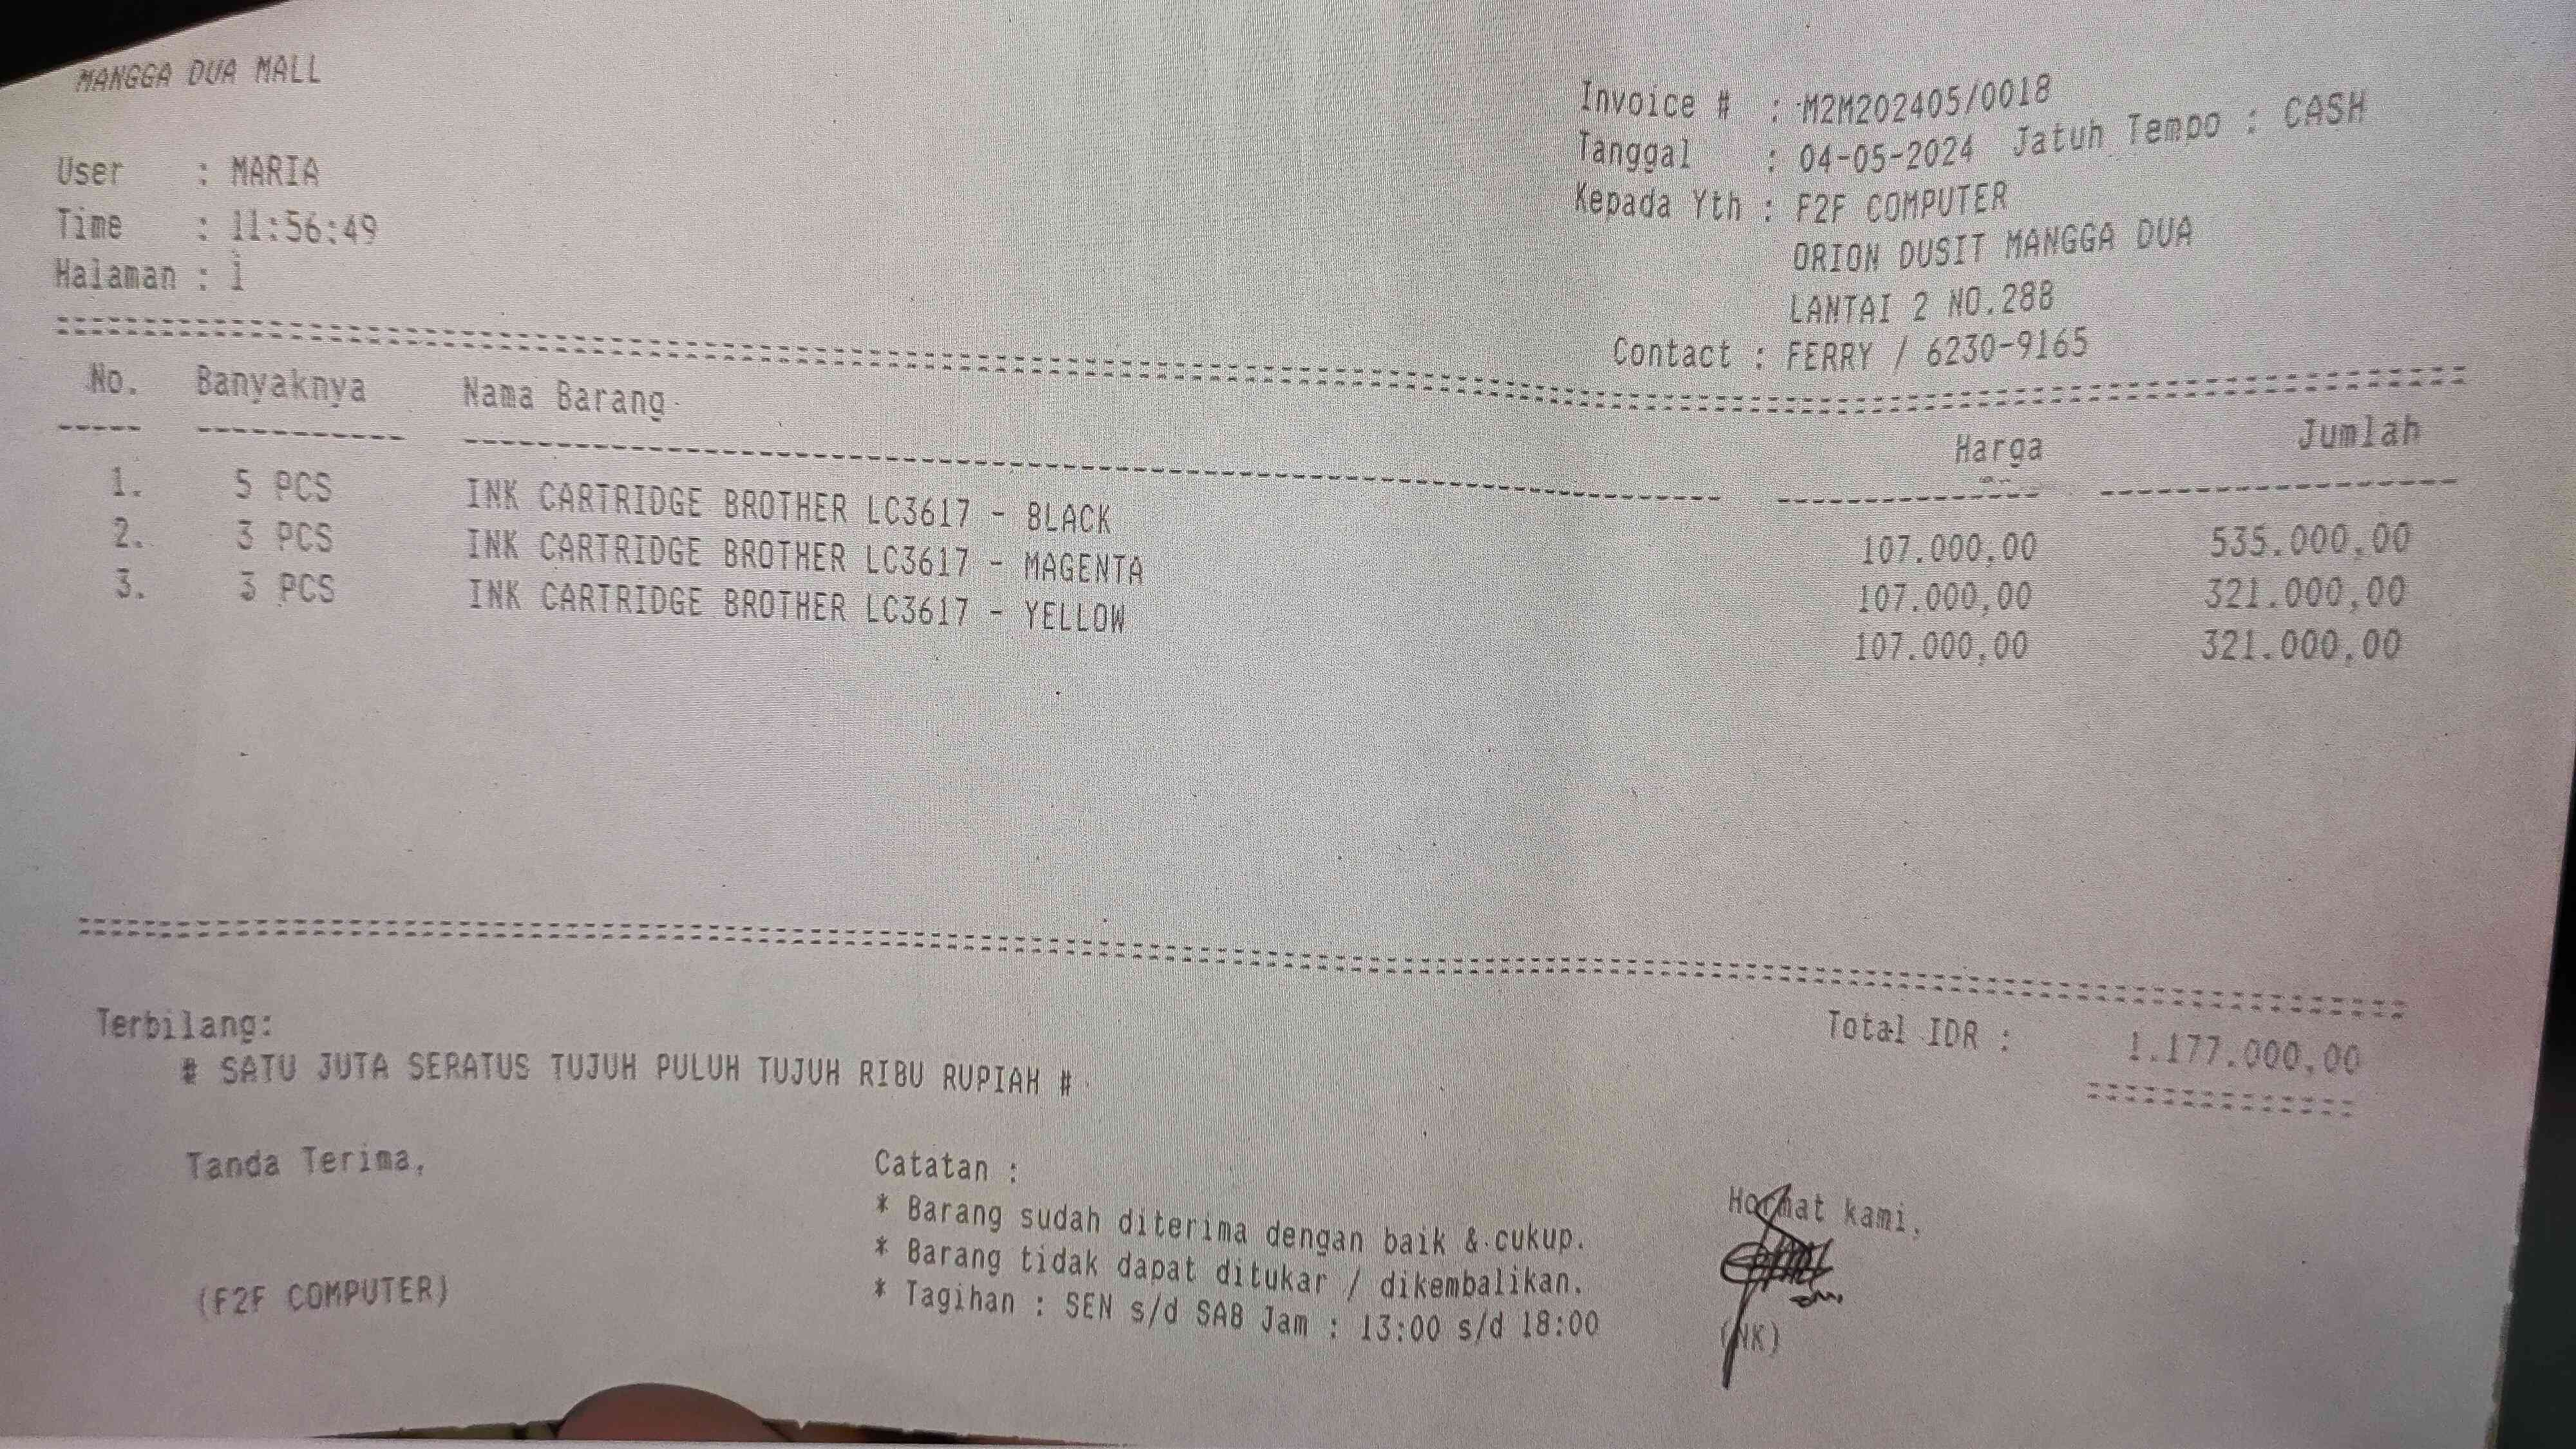 MANGGA DUA MALL
User : MARIA
Time : 11:56:49
Halaman : 1
Invoice # : M2M202405/0018
Tanggal : 04-05-2024 Jatuh Tempo : CASH
Kepada Yth : F2F COMPUTER
ORION DUSIT MANGGA DUA
LANTAI 2 NO.288
Contact : FERRY / 6230-9165
No. Banyaknya Nama Barang Harga Jumlah
1. 5 PCS INK CARTRIDGE BROTHER LC3617 - BLACK 107.000,00 535.000,00
2. 3 PCS INK CARTRIDGE BROTHER LC3617 - MAGENTA 107.000,00 321.000,00
3. 3 PCS INK CARTRIDGE BROTHER LC3617 - YELLOW 107.000,00 321.000,00
Terbilang: Total IDR : 1.177.000,00
# SATU JUTA SERATUS TUJUH PULUH TUJUH RIBU RUPIAH #
Tanda Terima,
(F2F COMPUTER)
Catatan :
* Barang sudah diterima dengan baik & cukup.
* Barang tidak dapat ditukar / dikembalikan.
* Tagihan : SEN s/d SAB Jam : 13:00 s/d 18:00
Hormat kami,
(NK)